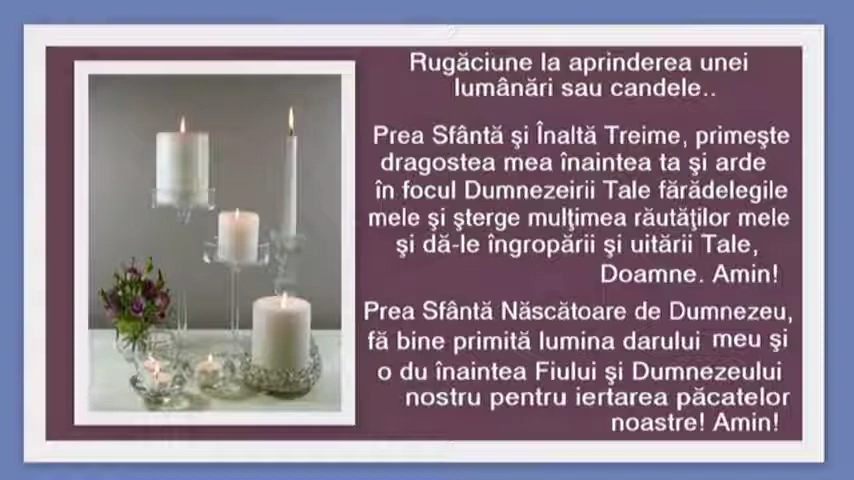 Rugăciune la aprinderea unei
lumânări sau candele..
Prea Sfântă şi Înaltă Treime, primeşte
dragostea mea înaintea ta şi arde
în focul Dumnezeirii Tale fărădelegile
mele şi şterge mulţimea răutăţilor mele
şi dă-le îngropării şi uitării Tale,
Doamne. Amin!
Prea Sfântă Născătoare de Dumnezeu,
fă bine primită lumina darului meu şi
o du înaintea Fiului şi Dumnezeului
nostru pentru iertarea păcatelor
noastre! Amin!